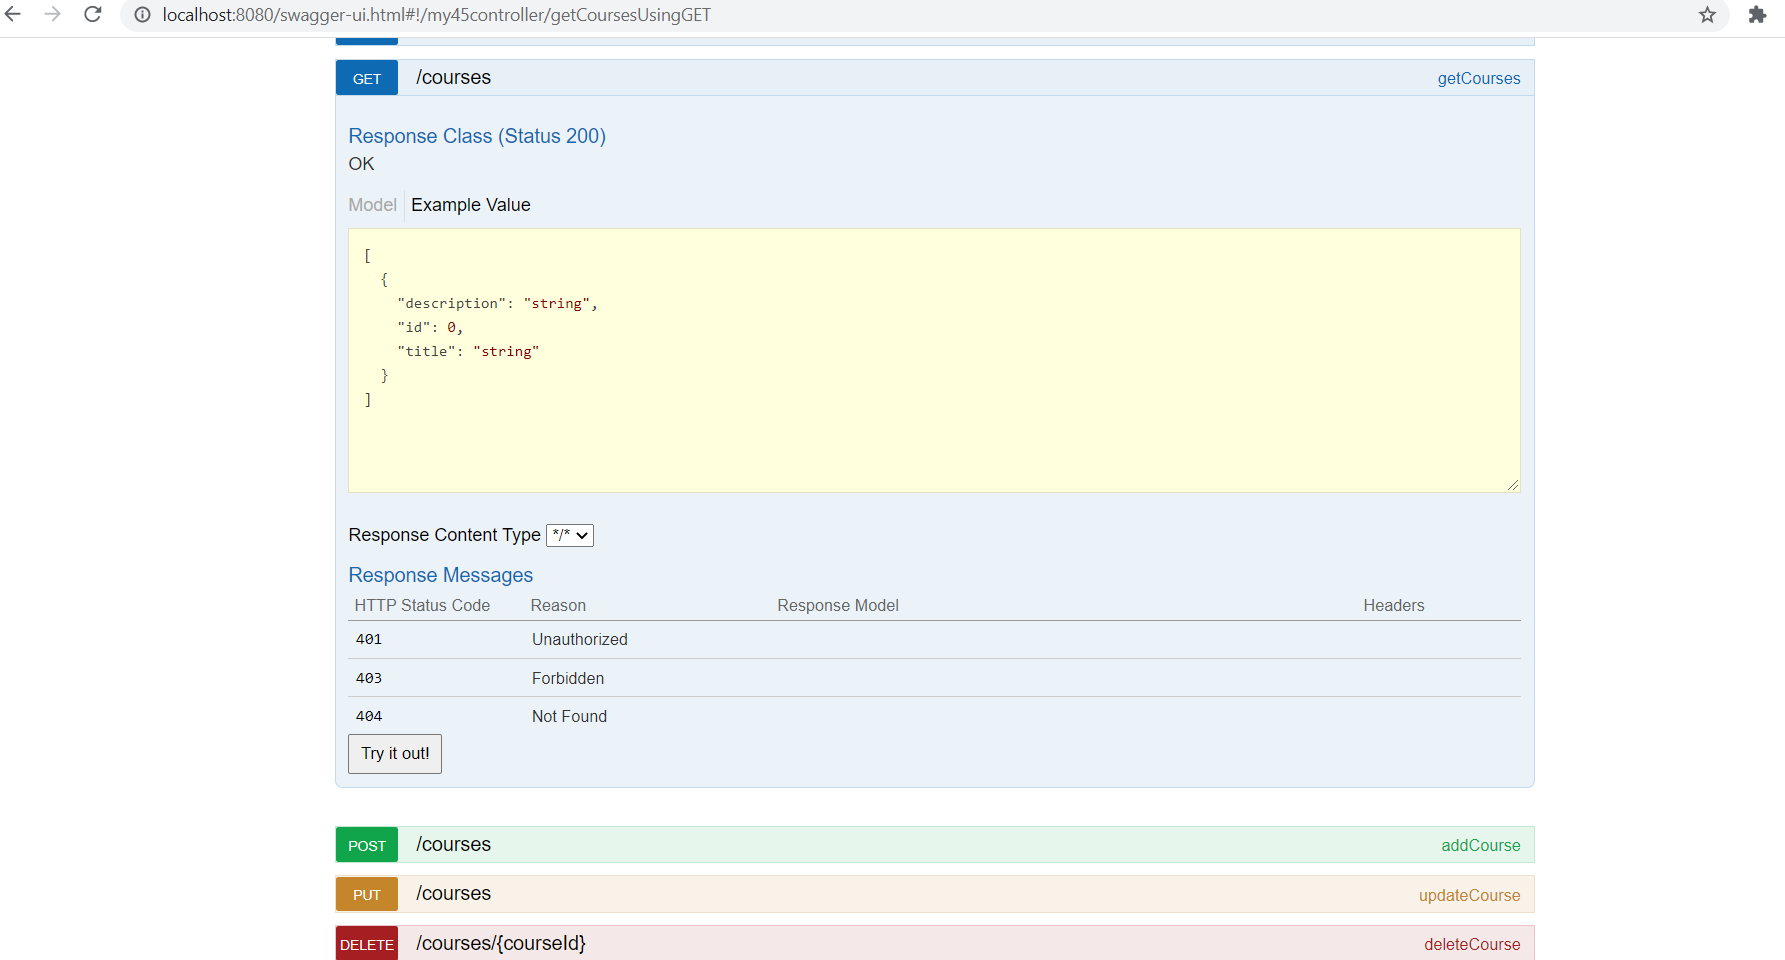 localhost:8080/swagger-ui.html#!/my45controller/getCoursesUsingGET
GET /courses getCourses
Response Class (Status 200)
OK
Model Example Value
[
  {
    "description": "string",
    "id": 0,
    "title": "string"
  }
]
Response Content Type */*
Response Messages
HTTP Status Code Reason Response Model Headers
401 Unauthorized
403 Forbidden
404 Not Found
Try it out!
POST /courses addCourse
PUT /courses updateCourse
DELETE /courses/{courseId} deleteCourse